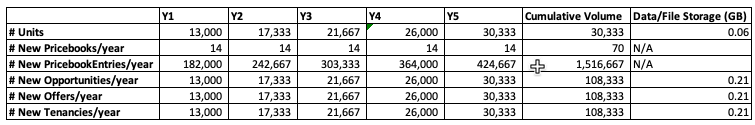 Y1 Y2 Y3 Y4 Y5 Cumulative Volume Data/File Storage (GB)
# Units 13,000 17,333 21,667 26,000 30,333 30,333 0.06
# New Pricebooks/year 14 14 14 14 14 70 N/A
# New PricebookEntries/year 182,000 242,667 303,333 364,000 424,667 1,516,667 N/A
# New Opportunities/year 13,000 17,333 21,667 26,000 30,333 108,333 0.21
# New Offers/year 13,000 17,333 21,667 26,000 30,333 108,333 0.21
# New Tenancies/year 13,000 17,333 21,667 26,000 30,333 108,333 0.21